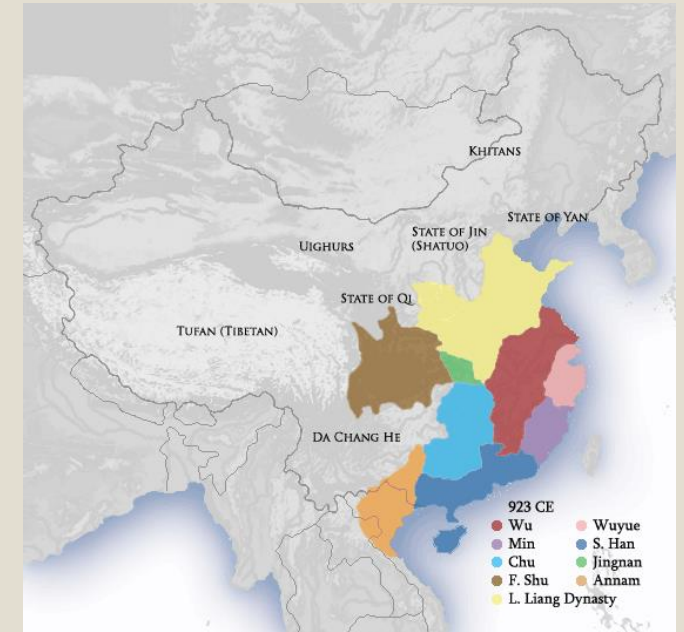 KHITANS
STATE OF YAN
STATE OF JIN
(SHATUO)
UIGHURS
STATE OF QI
TUFAN (TIBETAN)
DA CHANG HE
923 CE
Wu
Wuyue
Min
S. Han
Chu
Jingnan
F. Shu
Annam
L. Liang Dynasty